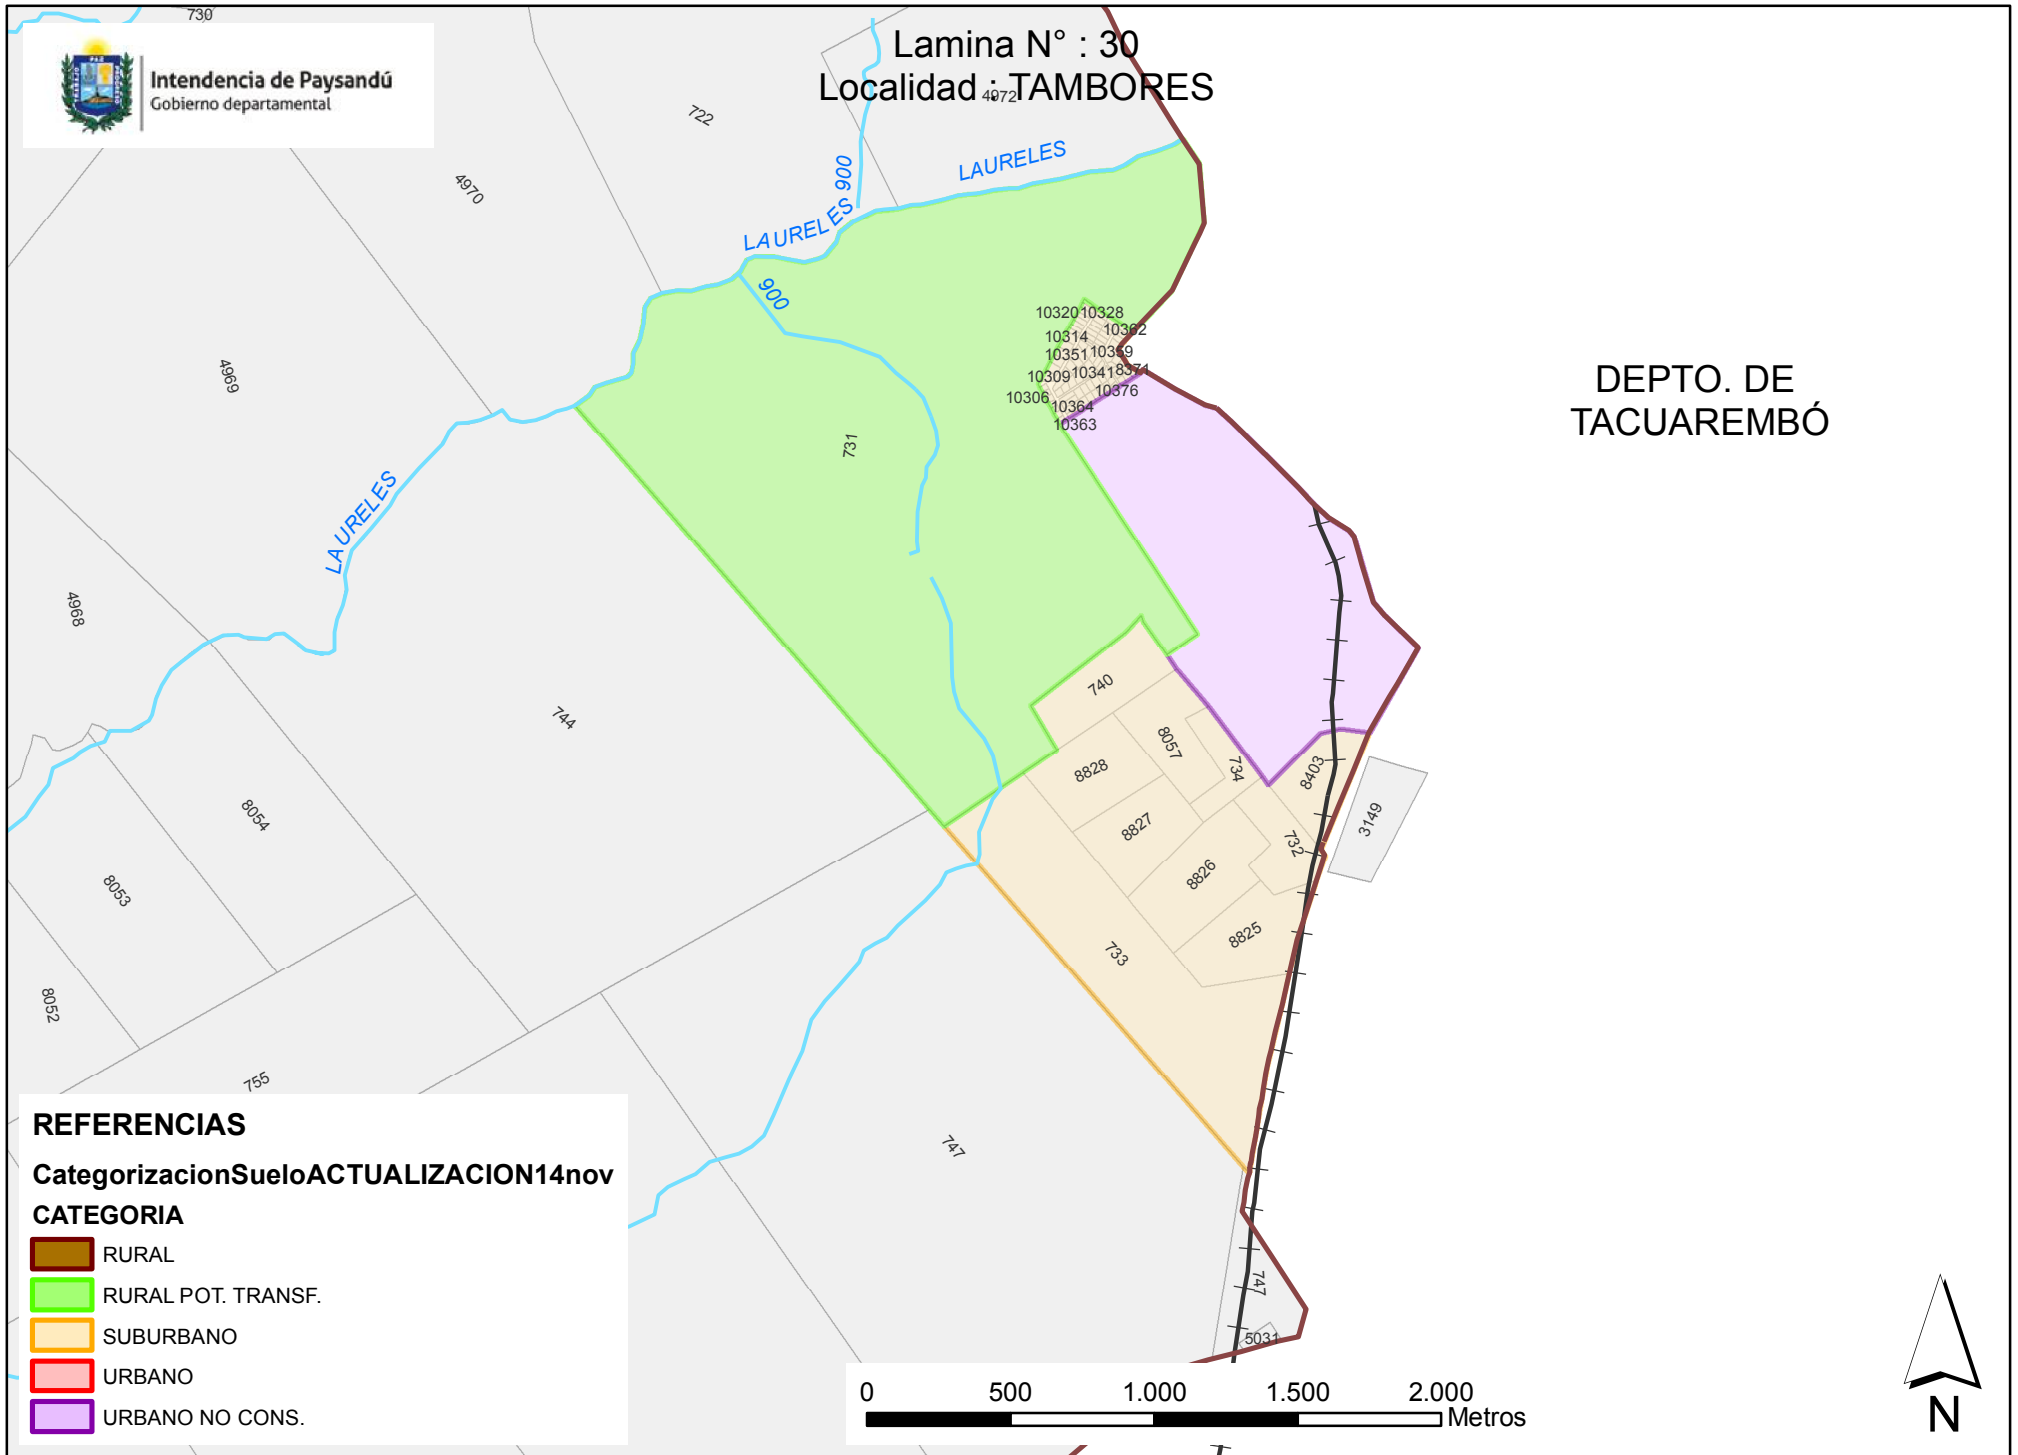 730
Intendencia de Paysandú
Gobierno departamental
Lamina N° : 30
Localidad : TAMBORES
4972
722
4970
900
LAURELES
LAURELES
900
4969
10320
10328
10362
10314
10351
10359
10309
10341
8371
10376
10306
10364
10363
DEPTO. DE
TACUAREMBÓ
731
LAURELES
4968
744
740
8057
8828
734
8403
3149
8827
732
8826
8825
733
8054
8053
8052
755
747
747
5031
REFERENCIAS
CategorizacionSueloACTUALIZACION14nov
CATEGORIA
RURAL
RURAL POT. TRANSF.
SUBURBANO
URBANO
URBANO NO CONS.
0 500 1.000 1.500 2.000
Metros
N